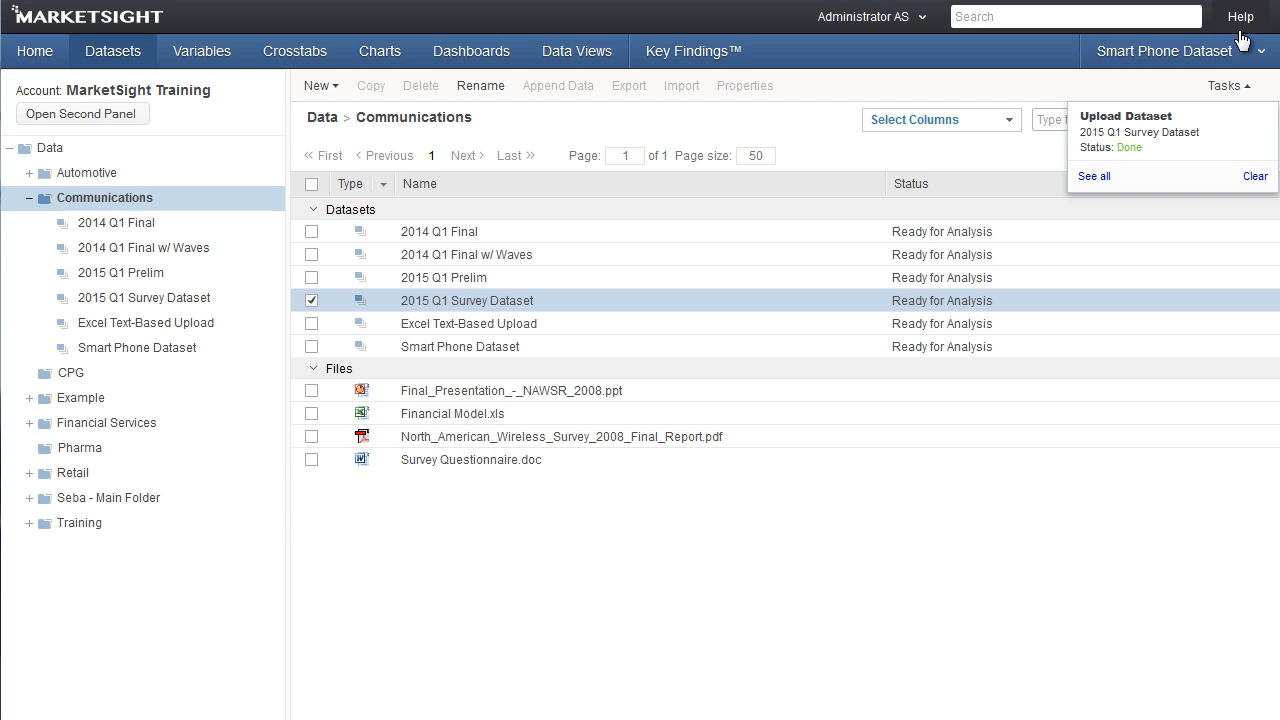 MARKETSIGHT
Administrator AS
Search
Help
Home Datasets Variables Crosstabs Charts Dashboards Data Views Key Findings™ Smart Phone Dataset
Account: MarketSight Training
Open Second Panel
Data
Automotive
Communications
2014 Q1 Final
2014 Q1 Final w/ Waves
2015 Q1 Prelim
2015 Q1 Survey Dataset
Excel Text-Based Upload
Smart Phone Dataset
CPG
Example
Financial Services
Pharma
Retail
Seba - Main Folder
Training
New Copy Delete Rename Append Data Export Import Properties Tasks
Data > Communications
Select Columns
Type
Upload Dataset
2015 Q1 Survey Dataset
Status: Done
See all Clear
« First < Previous 1 Next > Last » Page: 1 of 1 Page size: 50
Type Name Status
Datasets
2014 Q1 Final Ready for Analysis
2014 Q1 Final w/ Waves Ready for Analysis
2015 Q1 Prelim Ready for Analysis
2015 Q1 Survey Dataset Ready for Analysis
Excel Text-Based Upload Ready for Analysis
Smart Phone Dataset Ready for Analysis
Files
Final_Presentation_-_NAWSR_2008.ppt
Financial Model.xls
North_American_Wireless_Survey_2008_Final_Report.pdf
Survey Questionnaire.doc